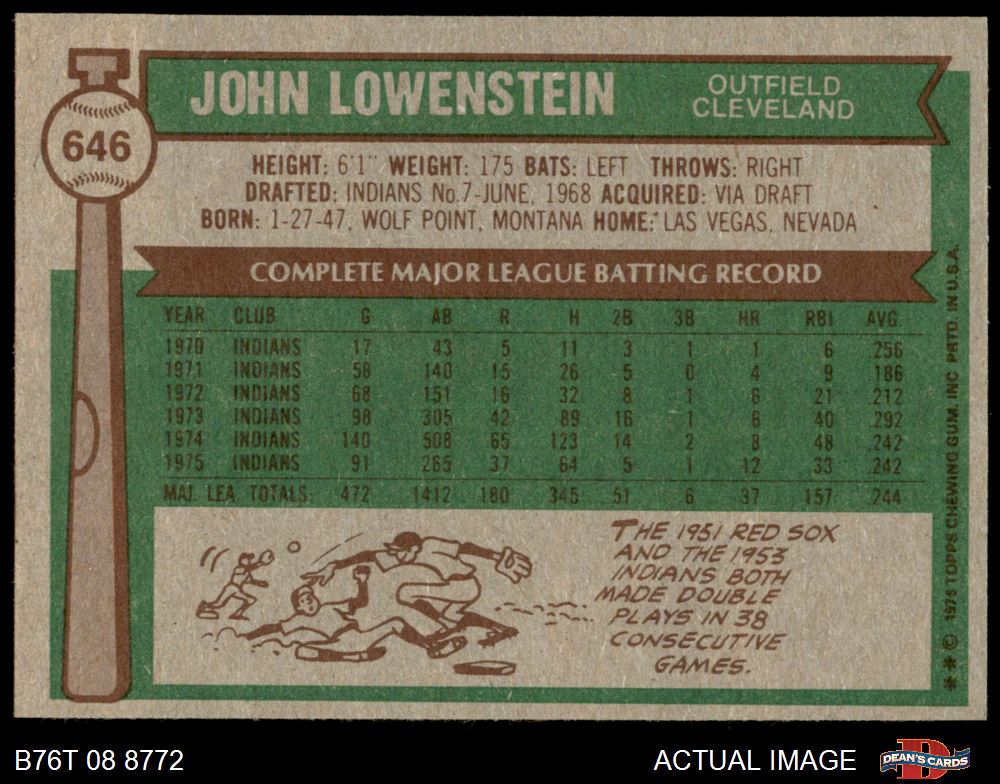 646
JOHN LOWENSTEIN
OUTFIELD
CLEVELAND
HEIGHT: 6'1" WEIGHT: 175 BATS: LEFT THROWS: RIGHT
DRAFTED: INDIANS No.7-JUNE, 1968 ACQUIRED: VIA DRAFT
BORN: 1-27-47, WOLF POINT, MONTANA HOME: LAS VEGAS, NEVADA
COMPLETE MAJOR LEAGUE BATTING RECORD
YEAR CLUB G AB R H 2B 3B HR RBI AVG.
1970 INDIANS 17 43 5 11 3 1 1 6 .256
1971 INDIANS 58 140 15 26 5 0 4 9 .186
1972 INDIANS 68 151 16 32 8 1 6 21 .212
1973 INDIANS 98 305 42 89 16 1 6 40 .292
1974 INDIANS 140 508 65 123 14 2 8 48 .242
1975 INDIANS 91 265 37 64 5 1 12 33 .242
MAJ. LEA. TOTALS: 472 1412 180 345 51 6 37 157 .244
THE 1951 RED SOX
AND THE 1953
INDIANS BOTH
MADE DOUBLE
PLAYS IN 38
CONSECUTIVE
GAMES.
**© 1975 TOPPS CHEWING GUM, INC. PRTD. IN U.S.A.
B76T 08 8772
ACTUAL IMAGE
D
DEAN'S CARDS